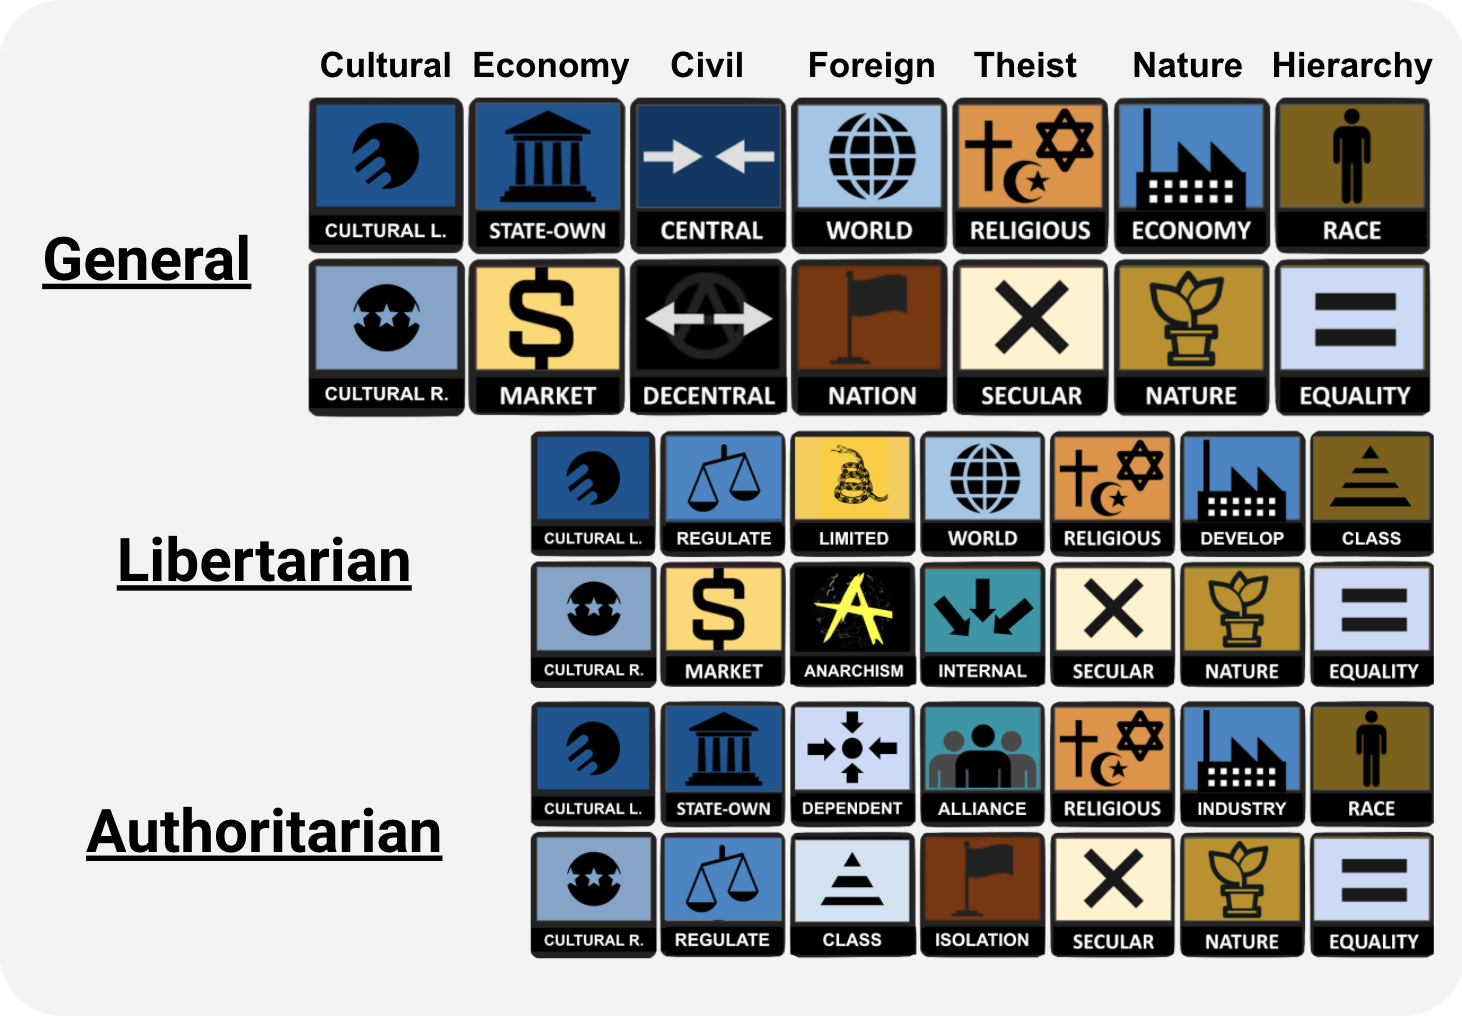 Cultural Economy Civil Foreign Theist Nature Hierarchy
General
CULTURAL L. STATE-OWN CENTRAL WORLD RELIGIOUS ECONOMY RACE
CULTURAL R. MARKET DECENTRAL NATION SECULAR NATURE EQUALITY
Libertarian
CULTURAL L. REGULATE LIMITED WORLD RELIGIOUS DEVELOP CLASS
CULTURAL R. MARKET ANARCHISM INTERNAL SECULAR NATURE EQUALITY
Authoritarian
CULTURAL L. STATE-OWN DEPENDENT ALLIANCE RELIGIOUS INDUSTRY RACE
CULTURAL R. REGULATE CLASS ISOLATION SECULAR NATURE EQUALITY